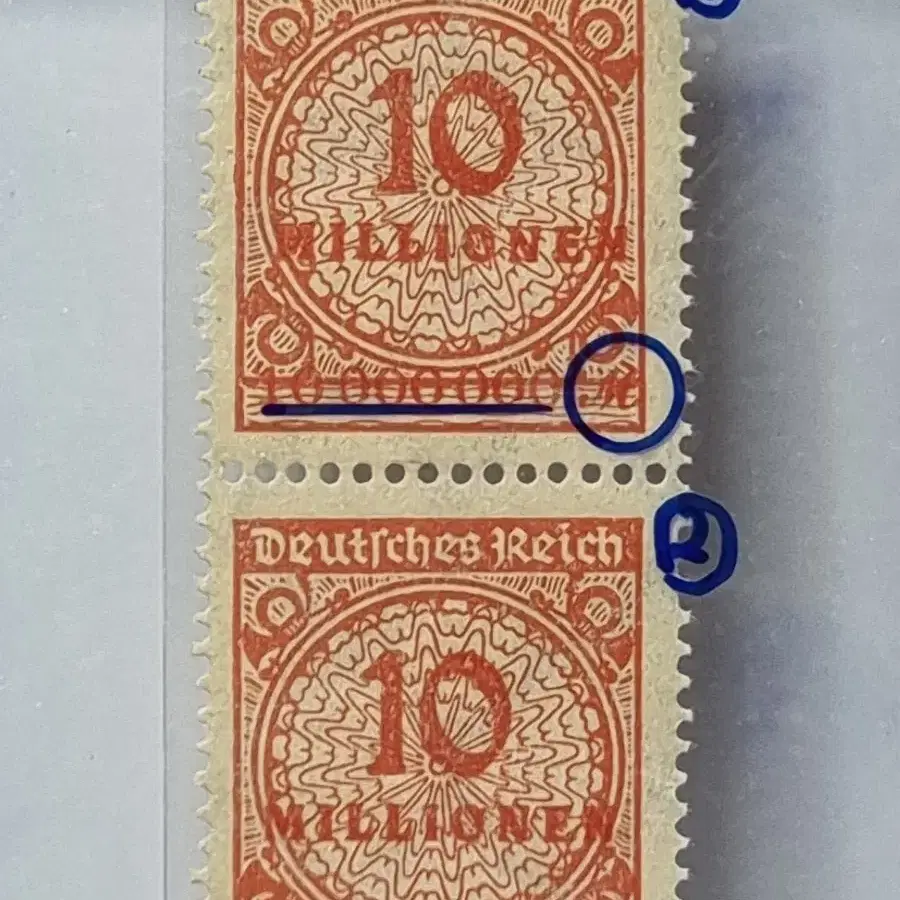 10
MILLIONEN
10 000 000 M
Deutsches Reich
2
10
MILLIONEN